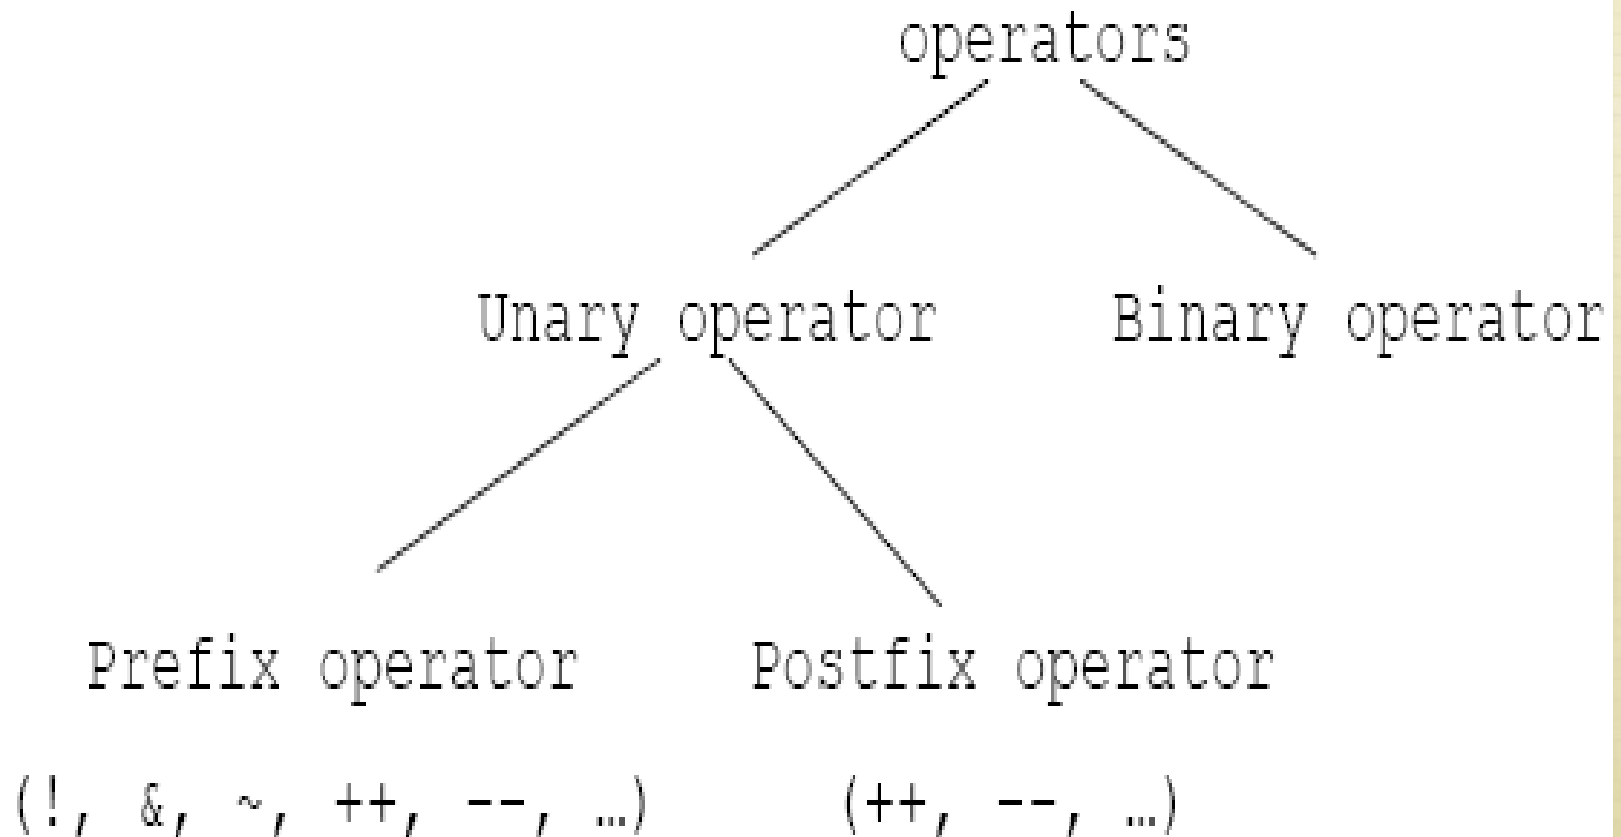 operators
Unary operator Binary operator
Prefix operator Postfix operator
(!, &, ~, ++, --, …) (++, --, …)